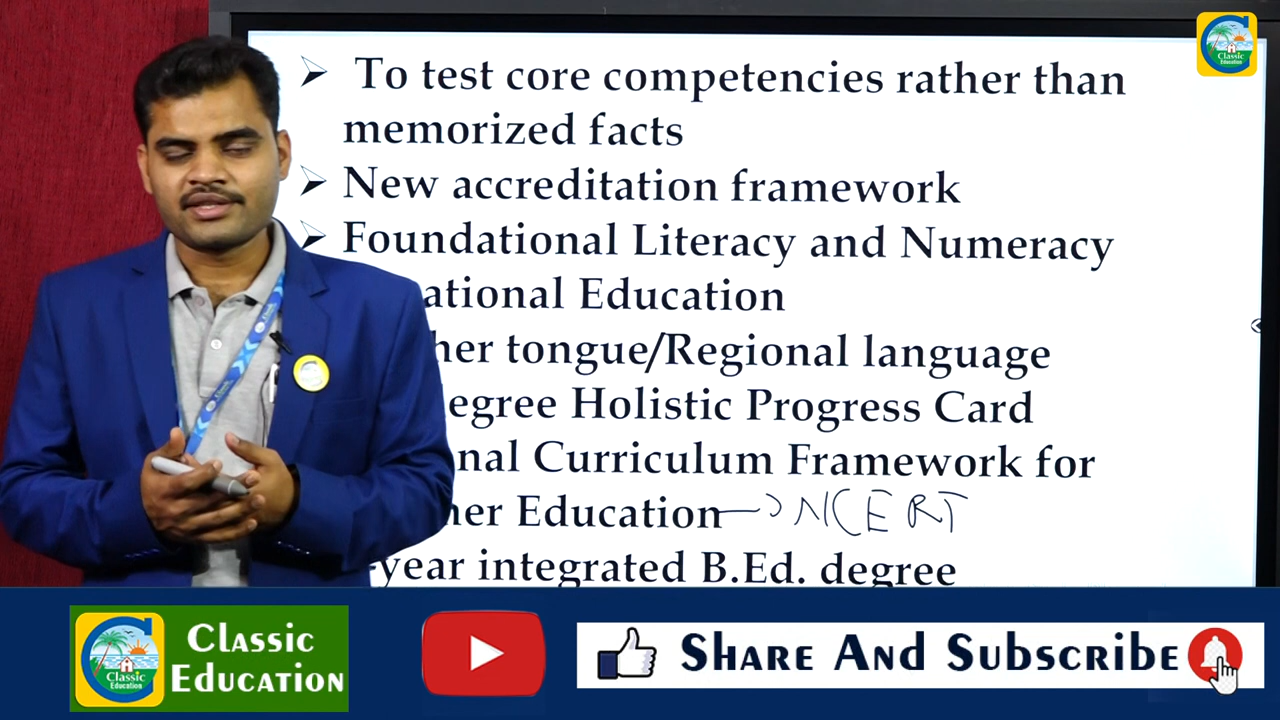 To test core competencies rather than
memorized facts
New accreditation framework
Foundational Literacy and Numeracy
ational Education
her tongue/Regional language
egree Holistic Progress Card
nal Curriculum Framework for
her Education → NCERT
-year integrated B.Ed. degree
Classic
Education
Classic
Education
Classic
Education
Share And Subscribe